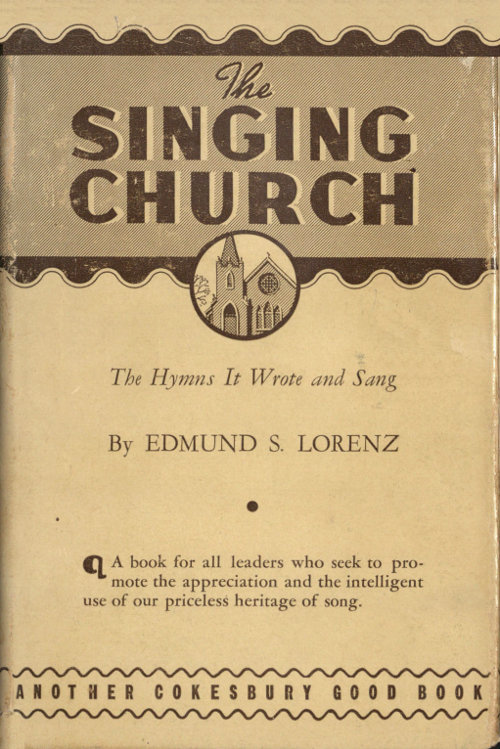 The
SINGING
CHURCH
The Hymns It Wrote and Sang
By EDMUND S. LORENZ
A book for all leaders who seek to pro-
mote the appreciation and the intelligent
use of our priceless heritage of song.
ANOTHER COKESBURY GOOD BOOK